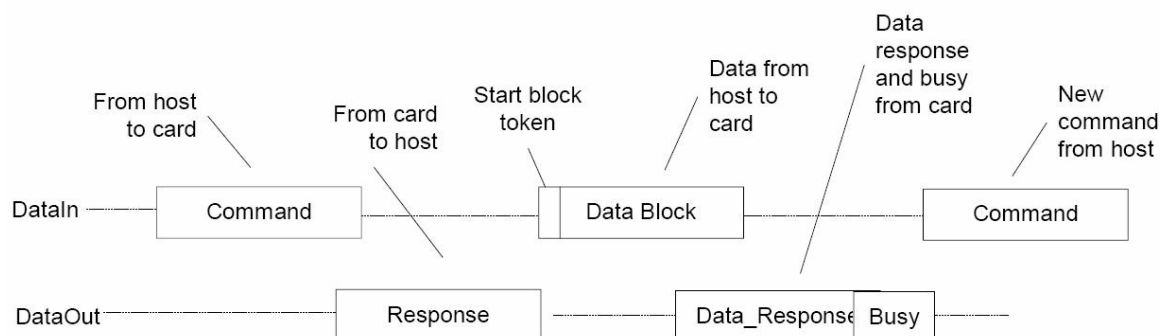 From host
to card
From card
to host
Start block
token
Data from
host to
card
Data
response
and busy
from card
New
command
from host
DataIn
Command
Data Block
Command
DataOut
Response
Data_Response
Busy